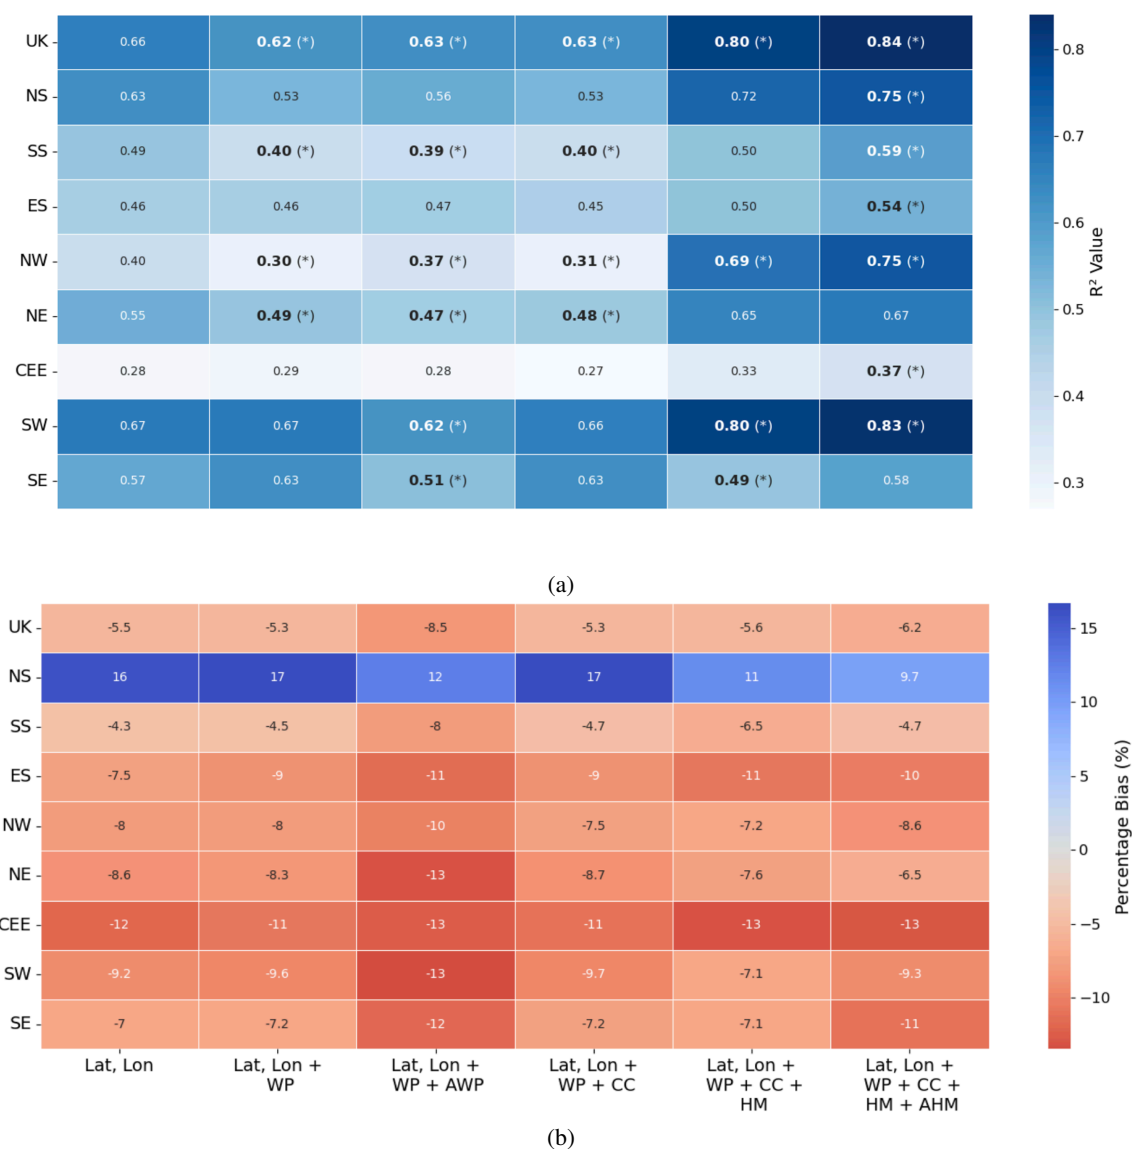 UK 0.66 0.62 (*) 0.63 (*) 0.63 (*) 0.80 (*) 0.84 (*)
NS 0.63 0.53 0.56 0.53 0.72 0.75 (*)
SS 0.49 0.40 (*) 0.39 (*) 0.40 (*) 0.50 0.59 (*)
ES 0.46 0.46 0.47 0.45 0.50 0.54 (*)
NW 0.40 0.30 (*) 0.37 (*) 0.31 (*) 0.69 (*) 0.75 (*)
NE 0.55 0.49 (*) 0.47 (*) 0.48 (*) 0.65 0.67
CEE 0.28 0.29 0.28 0.27 0.33 0.37 (*)
SW 0.67 0.67 0.62 (*) 0.66 0.80 (*) 0.83 (*)
SE 0.57 0.63 0.51 (*) 0.63 0.49 (*) 0.58
0.8
0.7
0.6
0.5
0.4
0.3
R² Value
(a)
UK -5.5 -5.3 -8.5 -5.3 -5.6 -6.2
NS 16 17 12 17 11 9.7
SS -4.3 -4.5 -8 -4.7 -6.5 -4.7
ES -7.5 -9 -11 -9 -11 -10
NW -8 -8 -10 -7.5 -7.2 -8.6
NE -8.6 -8.3 -13 -8.7 -7.6 -6.5
CEE -12 -11 -13 -11 -13 -13
SW -9.2 -9.6 -13 -9.7 -7.1 -9.3
SE -7 -7.2 -12 -7.2 -7.1 -11
15
10
5
0
−5
−10
Percentage Bias (%)
Lat, Lon
Lat, Lon +
WP
Lat, Lon +
WP + AWP
Lat, Lon +
WP + CC
Lat, Lon +
WP + CC +
HM
Lat, Lon +
WP + CC +
HM + AHM
(b)